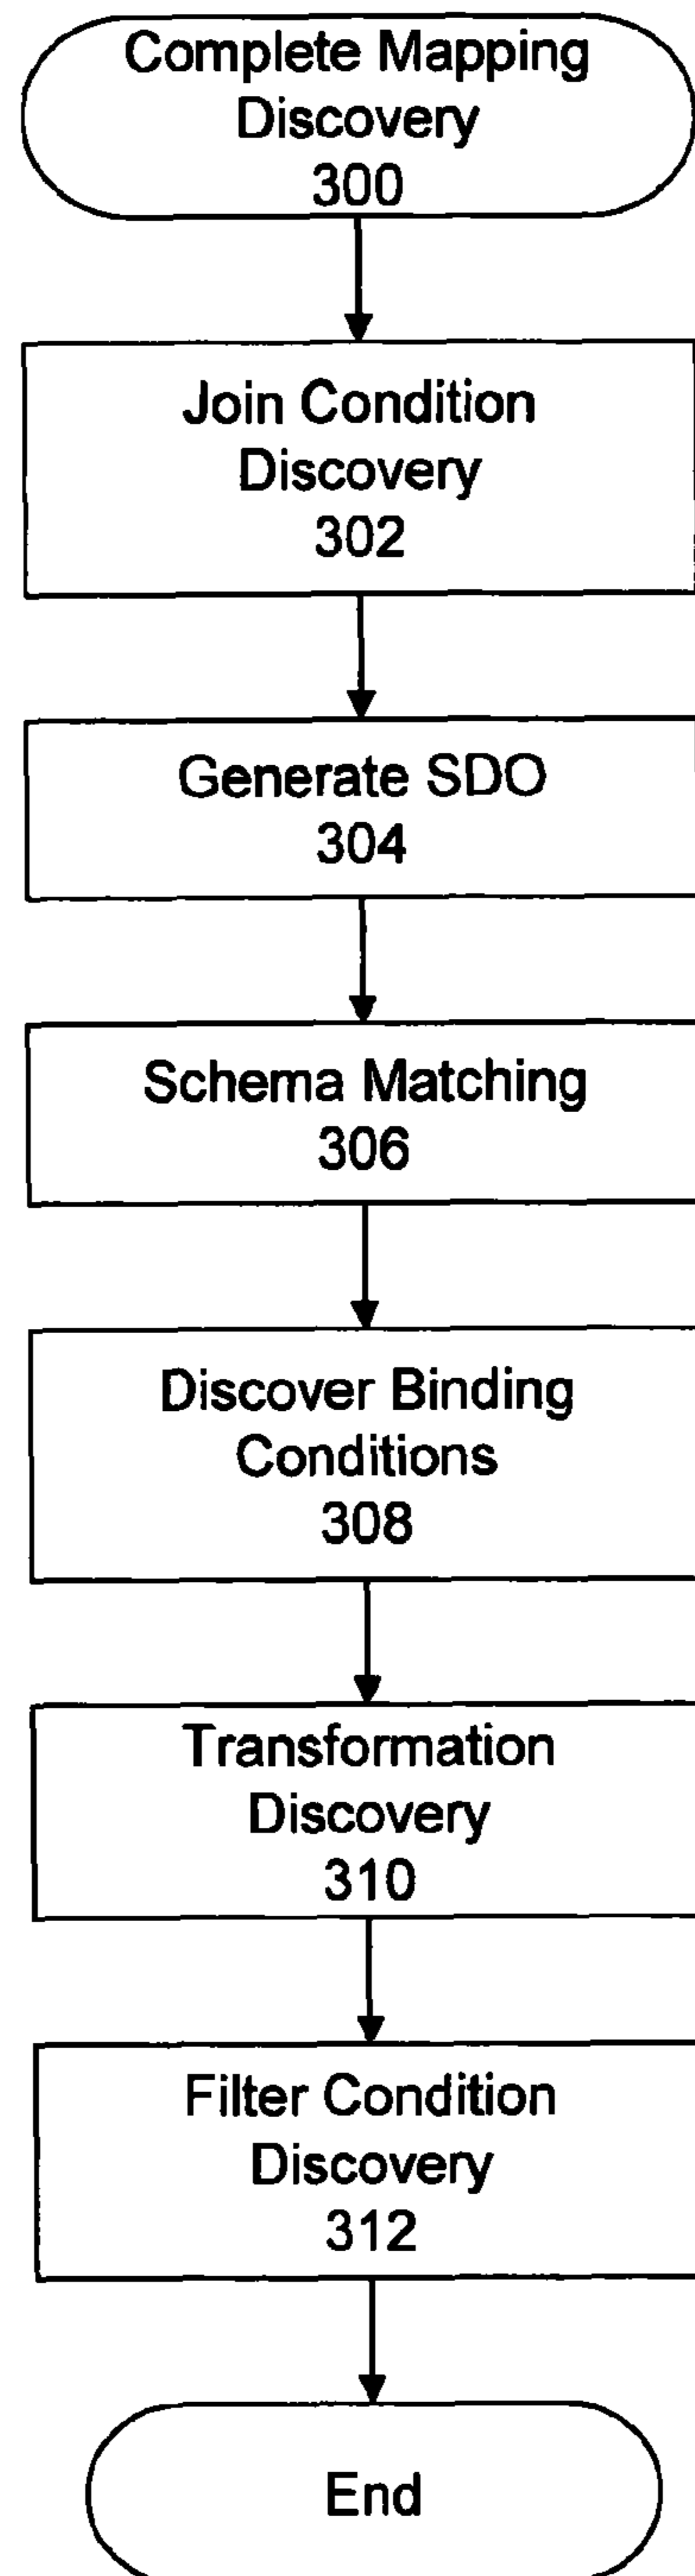 Complete Mapping
Discovery
300
Join Condition
Discovery
302
Generate SDO
304
Schema Matching
306
Discover Binding
Conditions
308
Transformation
Discovery
310
Filter Condition
Discovery
312
End